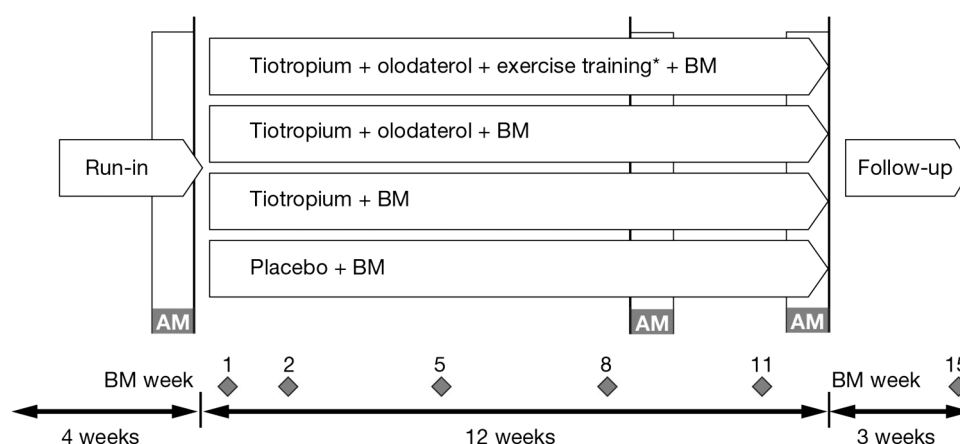 Tiotropium + olodaterol + exercise training* + BM
Tiotropium + olodaterol + BM
Run-in
Follow-up
Tiotropium + BM
Placebo + BM
AM AM AM
1 2 5 8 11 15
BM week BM week
4 weeks 12 weeks 3 weeks